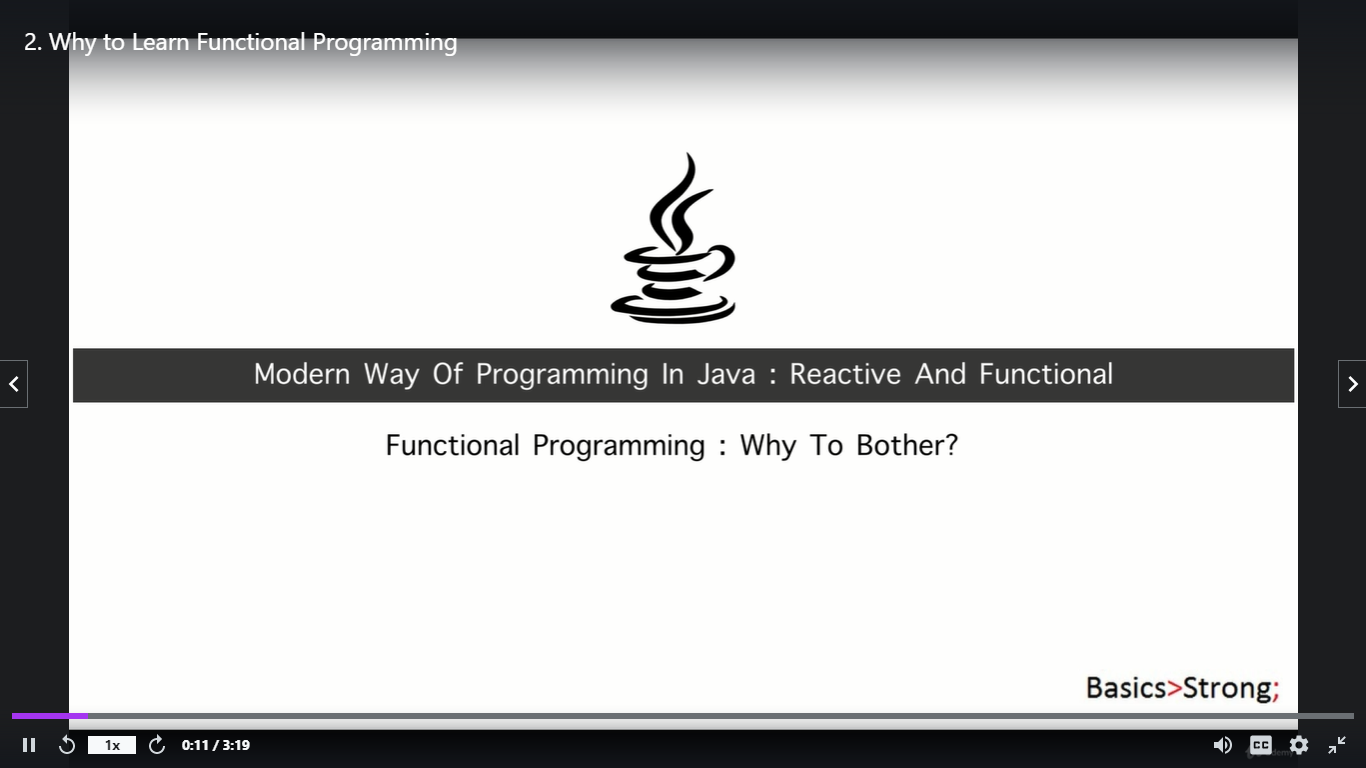 2. Why to Learn Functional Programming
Modern Way Of Programming In Java : Reactive And Functional
Functional Programming : Why To Bother?
Basics>Strong;
1x
0:11 / 3:19
CC